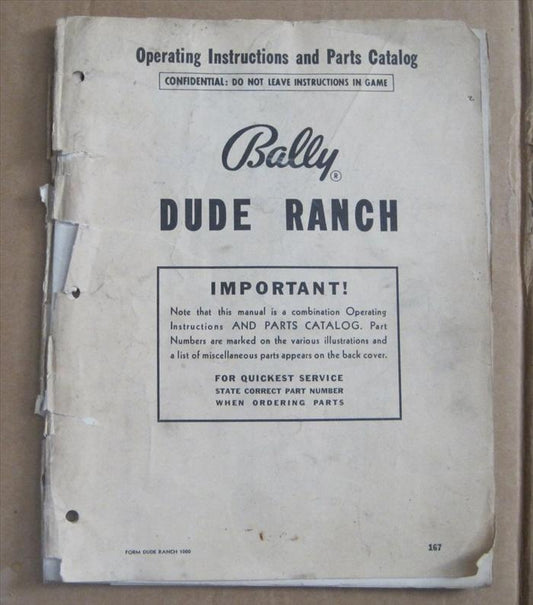 Operating Instructions and Parts Catalog
CONFIDENTIAL: DO NOT LEAVE INSTRUCTIONS IN GAME
Bally ®
DUDE RANCH
IMPORTANT!
Note that this manual is a combination Operating
Instructions AND PARTS CATALOG. Part
Numbers are marked on the various illustrations and
a list of miscellaneous parts appears on the back cover.
FOR QUICKEST SERVICE
STATE CORRECT PART NUMBER
WHEN ORDERING PARTS
FORM DUDE RANCH 1000
167